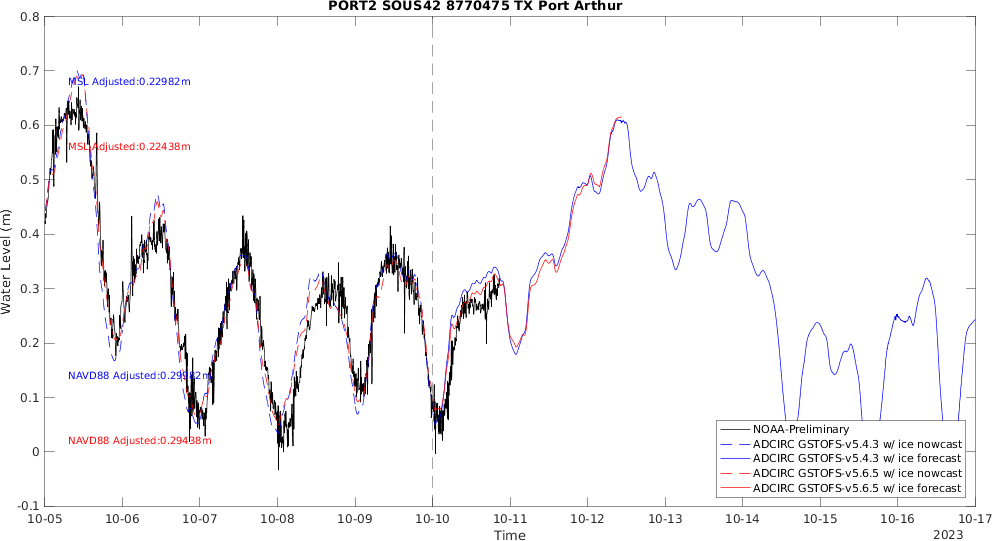 PORT2 SOUS42 8770475 TX Port Arthur
0.8
0.7
0.6
0.5
0.4
0.3
0.2
0.1
0
-0.1
Water Level (m)
MSL Adjusted:0.22982m
MSL Adjusted:0.22438m
NAVD88 Adjusted:0.29982m
NAVD88 Adjusted:0.29438m
NOAA-Preliminary
ADCIRC GSTOFS-v5.4.3 w/ ice nowcast
ADCIRC GSTOFS-v5.4.3 w/ ice forecast
ADCIRC GSTOFS-v5.6.5 w/ ice nowcast
ADCIRC GSTOFS-v5.6.5 w/ ice forecast
10-05 10-06 10-07 10-08 10-09 10-10 10-11 10-12 10-13 10-14 10-15 10-16 10-17
Time
2023